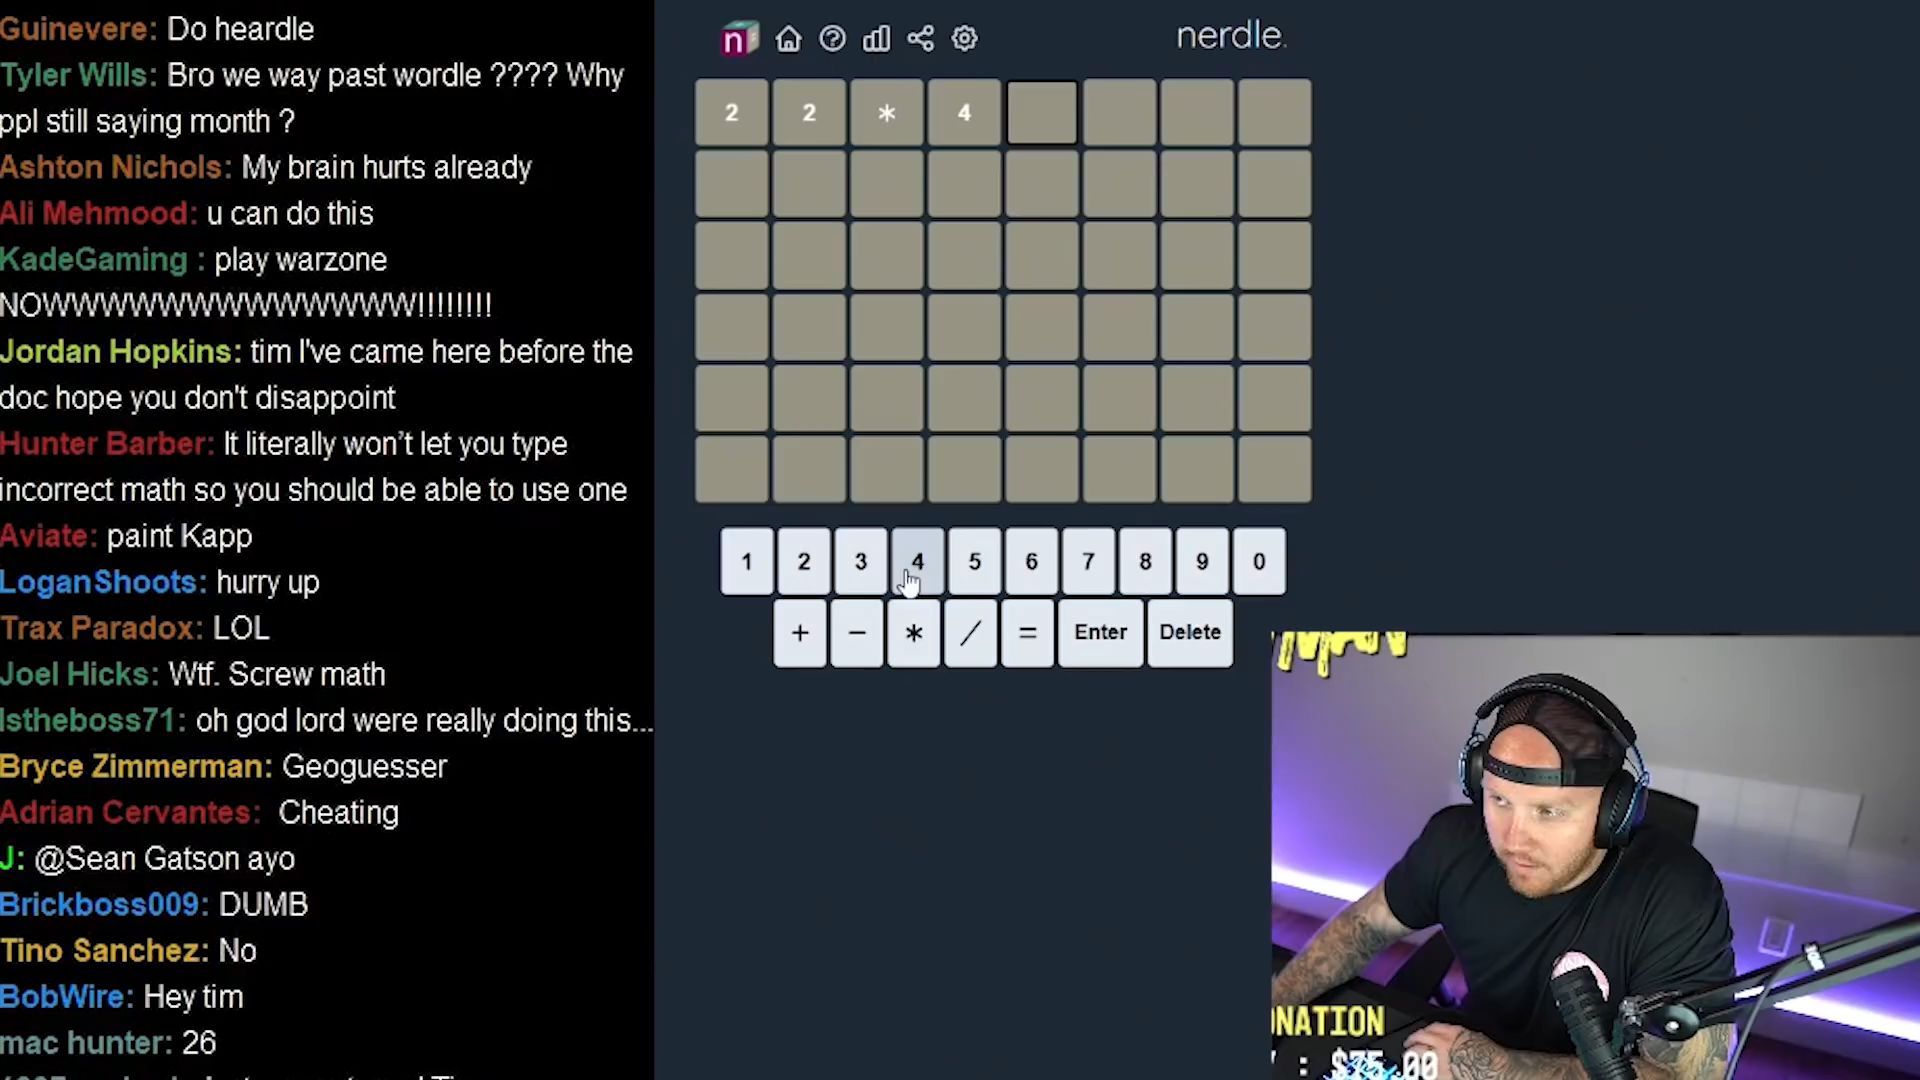 Guinevere: Do heardle
Tyler Wills: Bro we way past wordle ???? Why
ppl still saying month ?
Ashton Nichols: My brain hurts already
Ali Mehmood: u can do this
KadeGaming : play warzone
NOWWWWWWWWWWWWWW!!!!!!!!
Jordan Hopkins: tim I've came here before the
doc hope you don't disappoint
Hunter Barber: It literally won’t let you type
incorrect math so you should be able to use one
Aviate: paint Kapp
LoganShoots: hurry up
Trax Paradox: LOL
Joel Hicks: Wtf. Screw math
Istheboss71: oh god lord were really doing this...
Bryce Zimmerman: Geoguesser
Adrian Cervantes: Cheating
J: @Sean Gatson ayo
Brickboss009: DUMB
Tino Sanchez: No
BobWire: Hey tim
mac hunter: 26
n
nerdle.
2 2 * 4
1 2 3 4 5 6 7 8 9 0
+ - * / = Enter Delete
ONATION
: $75.00